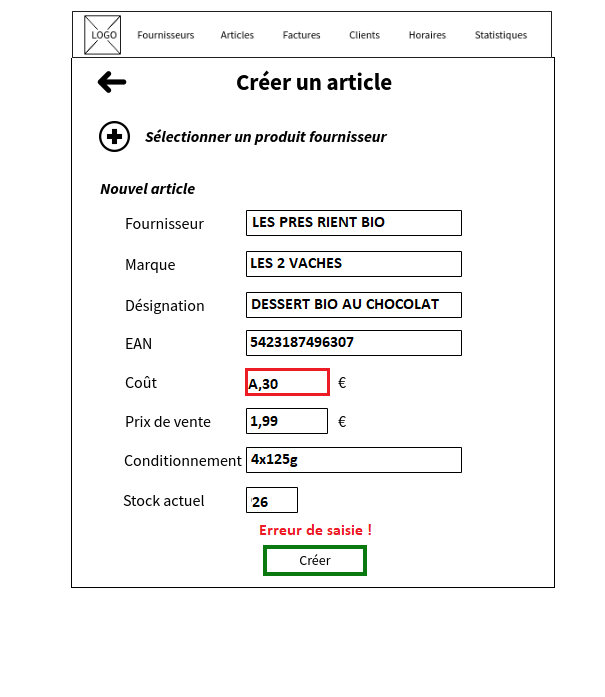 LOGO Fournisseurs Articles Factures Clients Horaires Statistiques
Créer un article
Sélectionner un produit fournisseur
Nouvel article
Fournisseur LES PRES RIENT BIO
Marque LES 2 VACHES
Désignation DESSERT BIO AU CHOCOLAT
EAN 5423187496307
Coût A,30 €
Prix de vente 1,99 €
Conditionnement 4x125g
Stock actuel 26
Erreur de saisie !
Créer